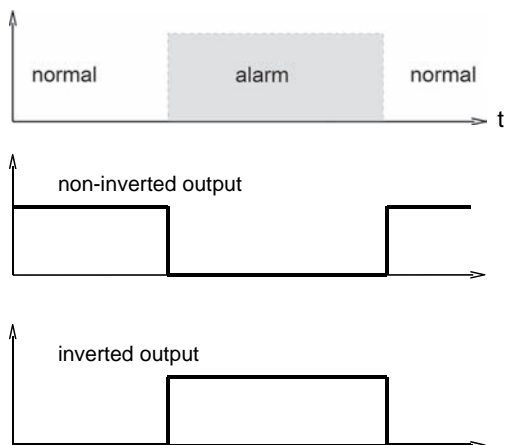 normal alarm normal
t
non-inverted output
inverted output